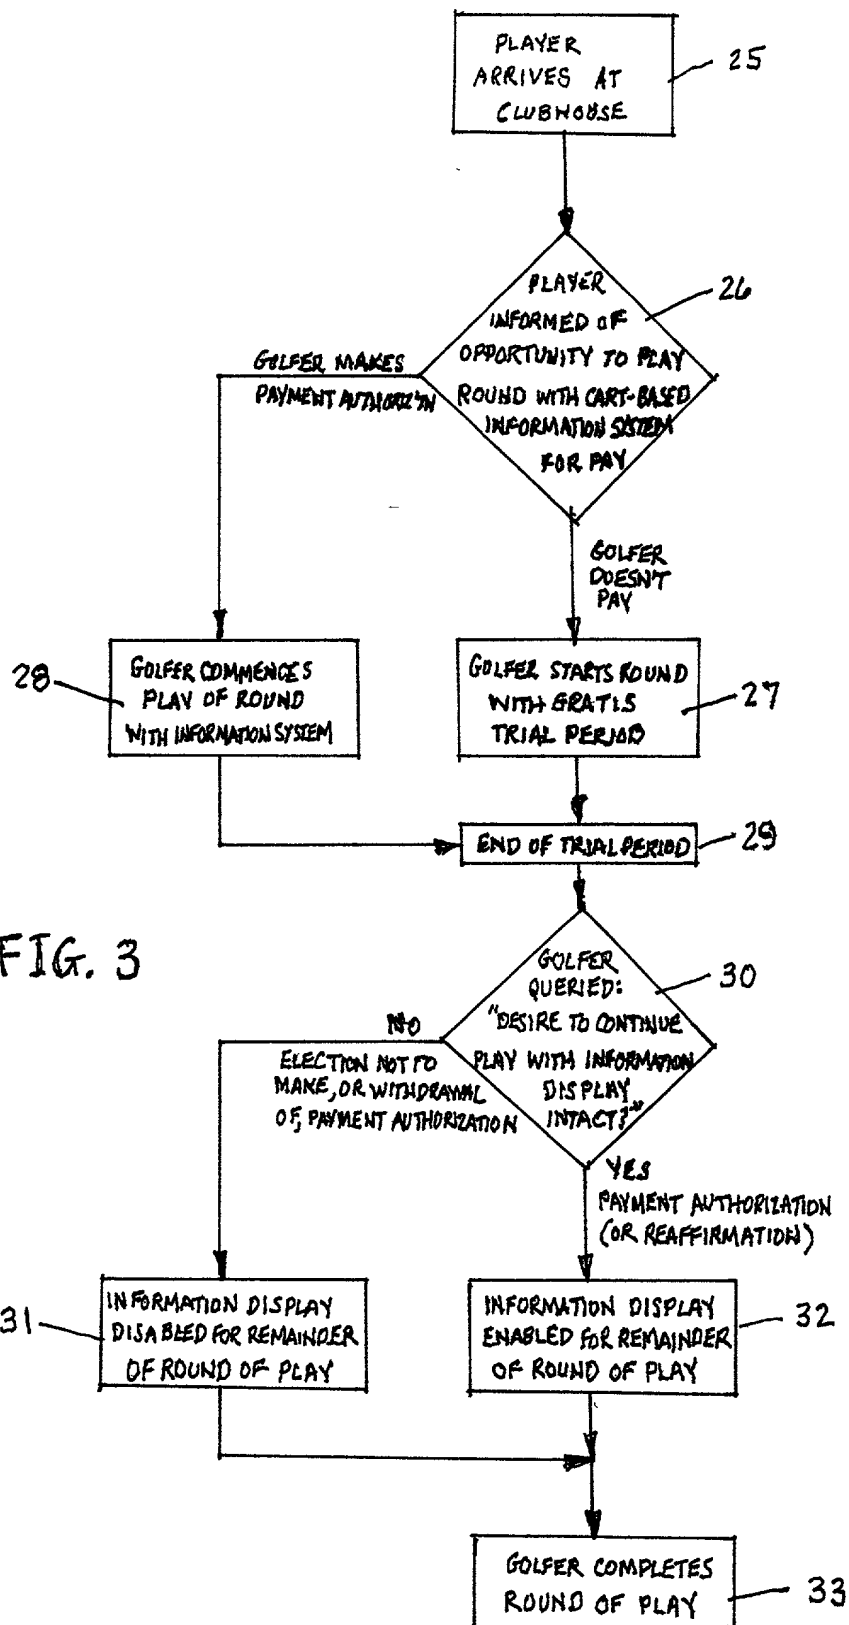 PLAYER
ARRIVES AT
CLUBHOUSE
25
PLAYER
INFORMED OF
OPPORTUNITY TO PLAY
ROUND WITH CART-BASED
INFORMATION SYSTEM
FOR PAY
26
GOLFER MAKES
PAYMENT AUTHORIZ'TN
GOLFER
DOESN'T
PAY
28
GOLFER COMMENCES
PLAY OF ROUND
WITH INFORMATION SYSTEM
GOLFER STARTS ROUND
WITH GRATIS
TRIAL PERIOD
27
END OF TRIAL PERIOD
29
FIG. 3
GOLFER
QUERIED:
"DESIRE TO CONTINUE
PLAY WITH INFORMATION
DISPLAY
INTACT?"
30
NO
ELECTION NOT TO
MAKE, OR WITHDRAWAL
OF, PAYMENT AUTHORIZATION
YES
PAYMENT AUTHORIZATION
(OR REAFFIRMATION)
31
INFORMATION DISPLAY
DISABLED FOR REMAINDER
OF ROUND OF PLAY
INFORMATION DISPLAY
ENABLED FOR REMAINDER
OF ROUND OF PLAY
32
GOLFER COMPLETES
ROUND OF PLAY
33